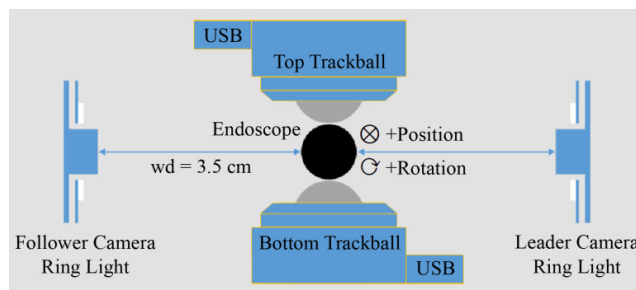 USB
Top Trackball
Endoscope
+Position
wd = 3.5 cm
+Rotation
Follower Camera
Ring Light
Bottom Trackball
Leader Camera
Ring Light
USB